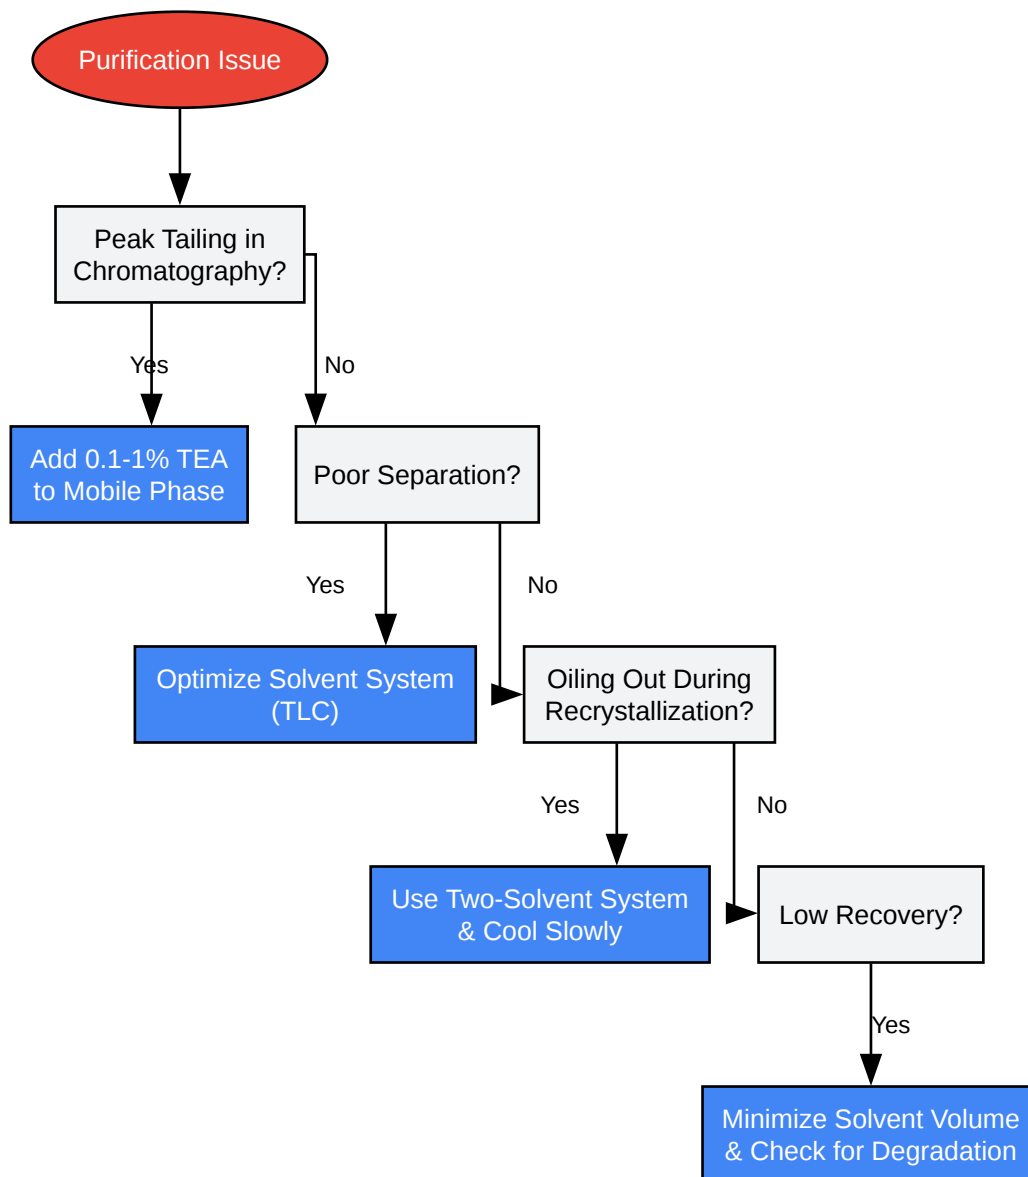 Purification Issue
Peak Tailing in
Chromatography?
Yes
No
Add 0.1-1% TEA
to Mobile Phase
Poor Separation?
Yes
No
Optimize Solvent System
(TLC)
Oiling Out During
Recrystallization?
Yes
No
Use Two-Solvent System
& Cool Slowly
Low Recovery?
Yes
Minimize Solvent Volume
& Check for Degradation